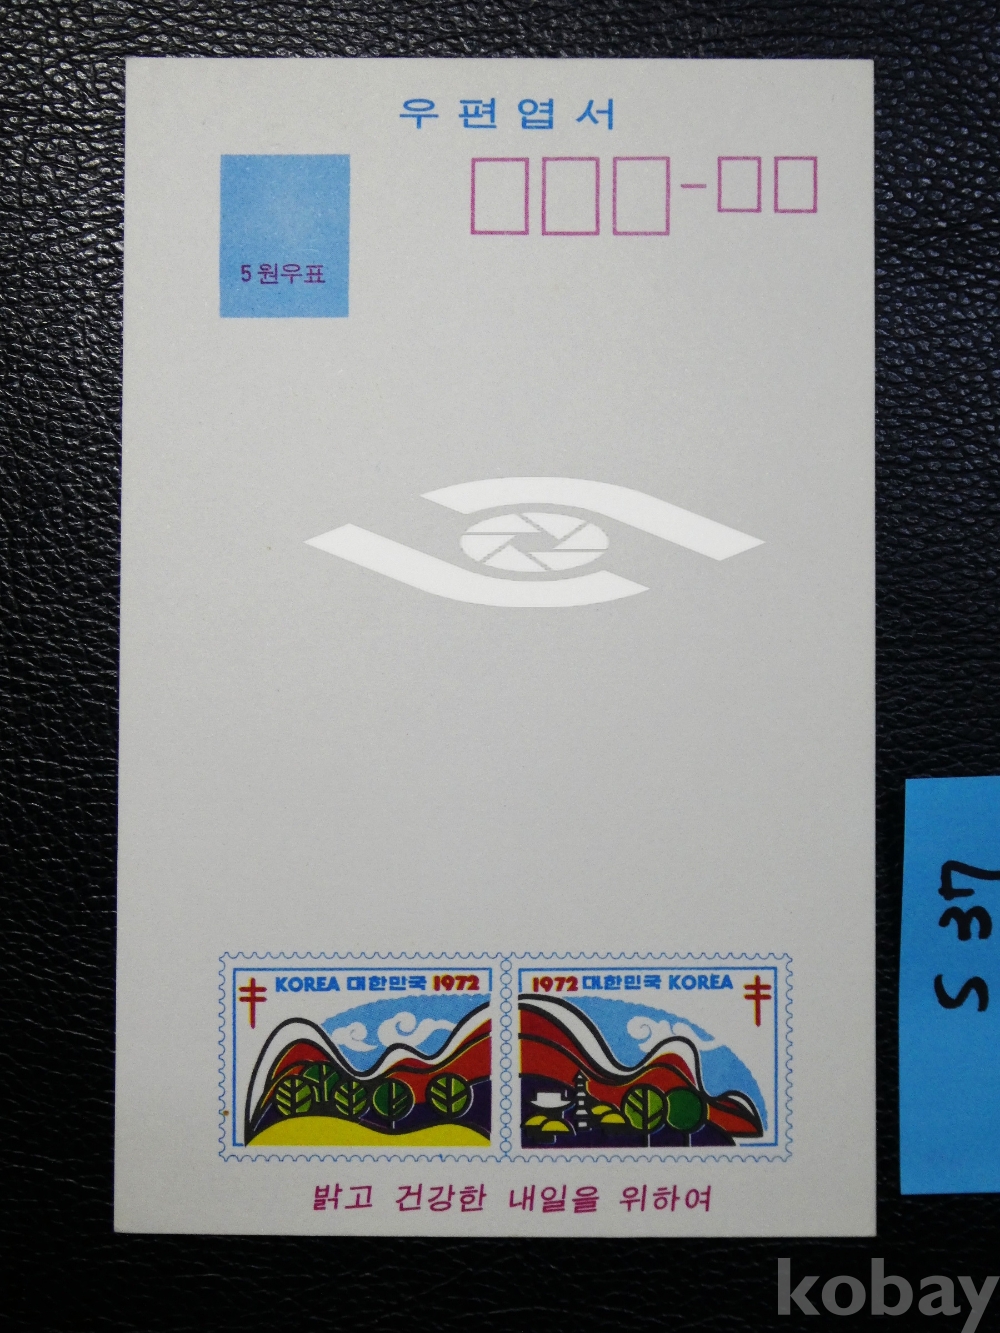 우편엽서
5원우표
KOREA 대한민국 1972
1972 대한민국 KOREA
밝고 건강한 내일을 위하여
S 37
kobay